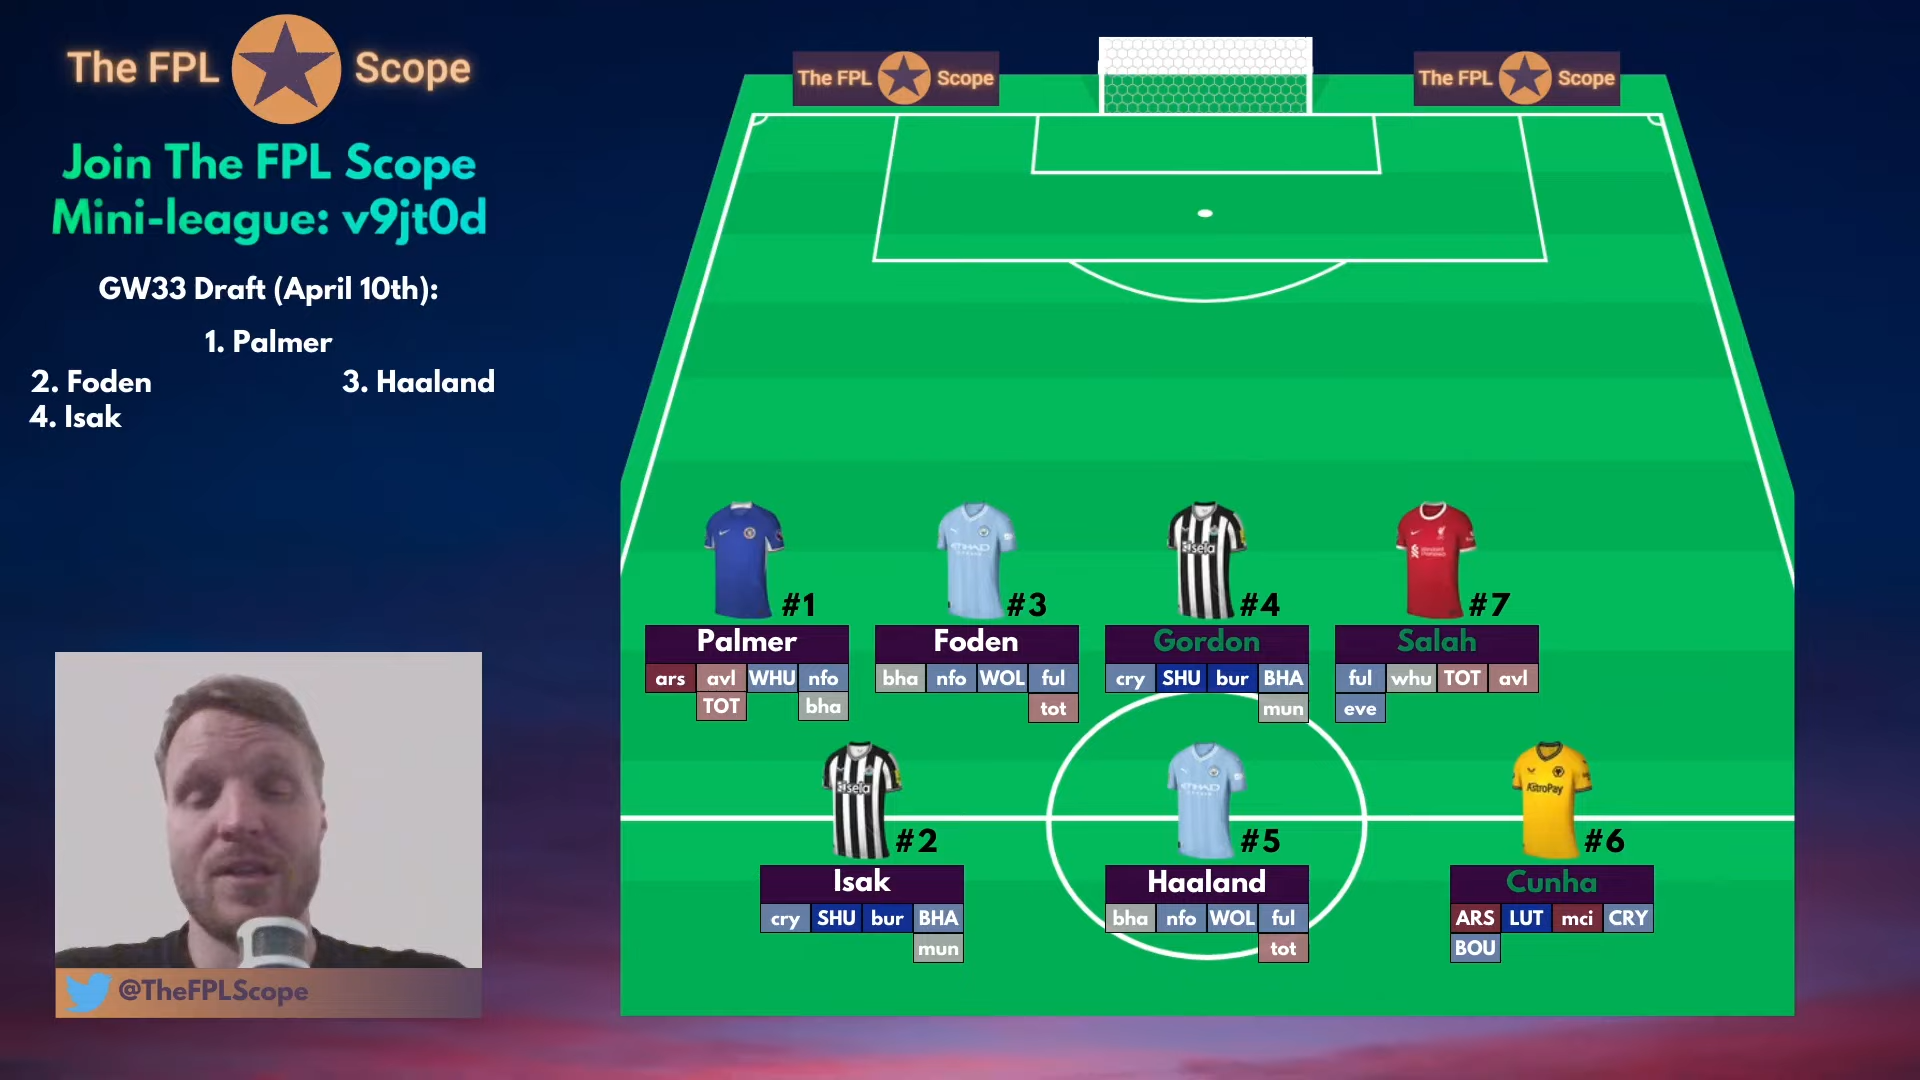 The FPL Scope
Join The FPL Scope
Mini-league: v9jt0d
GW33 Draft (April 10th):
1. Palmer
2. Foden 3. Haaland
4. Isak
@TheFPLScope
The FPL Scope The FPL Scope
#1 #3 #4 #7
Palmer Foden Gordon Salah
ars avl WHU nfo bha nfo WOL ful cry SHU bur BHA ful whu TOT avl
TOT bha tot mun eve
sela
AstroPay
#2 #5 #6
Isak Haaland Cunha
cry SHU bur BHA bha nfo WOL ful ARS LUT mci CRY
mun tot BOU